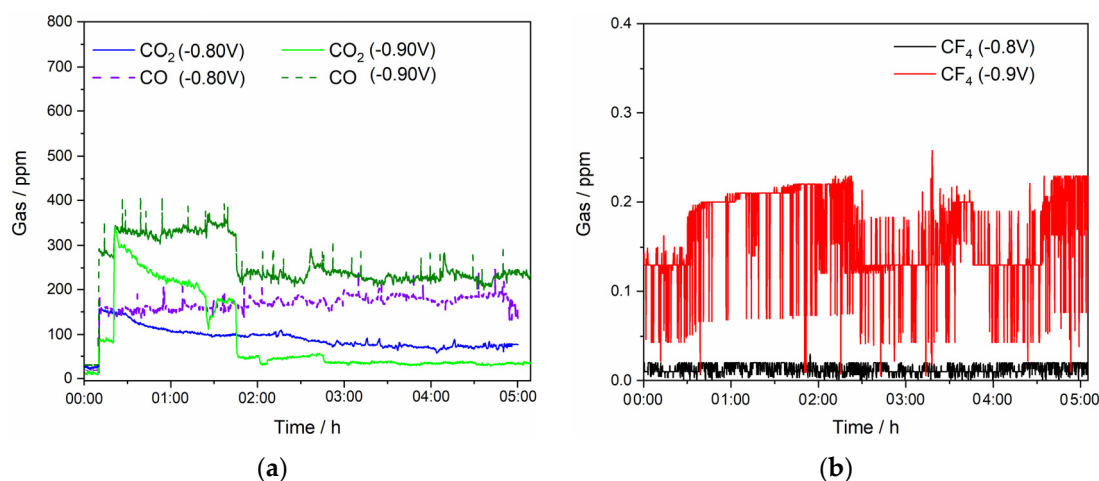 (a)
800
700
600
500
400
300
200
100
0
Gas / ppm
CO₂ (-0.80V)
CO₂ (-0.90V)
CO (-0.80V)
CO (-0.90V)
00:00
01:00
02:00
03:00
04:00
05:00
Time / h
(a)
(b)
0.4
0.3
0.2
0.1
0.0
Gas / ppm
CF₄ (-0.8V)
CF₄ (-0.9V)
00:00
01:00
02:00
03:00
04:00
05:00
Time / h
(b)